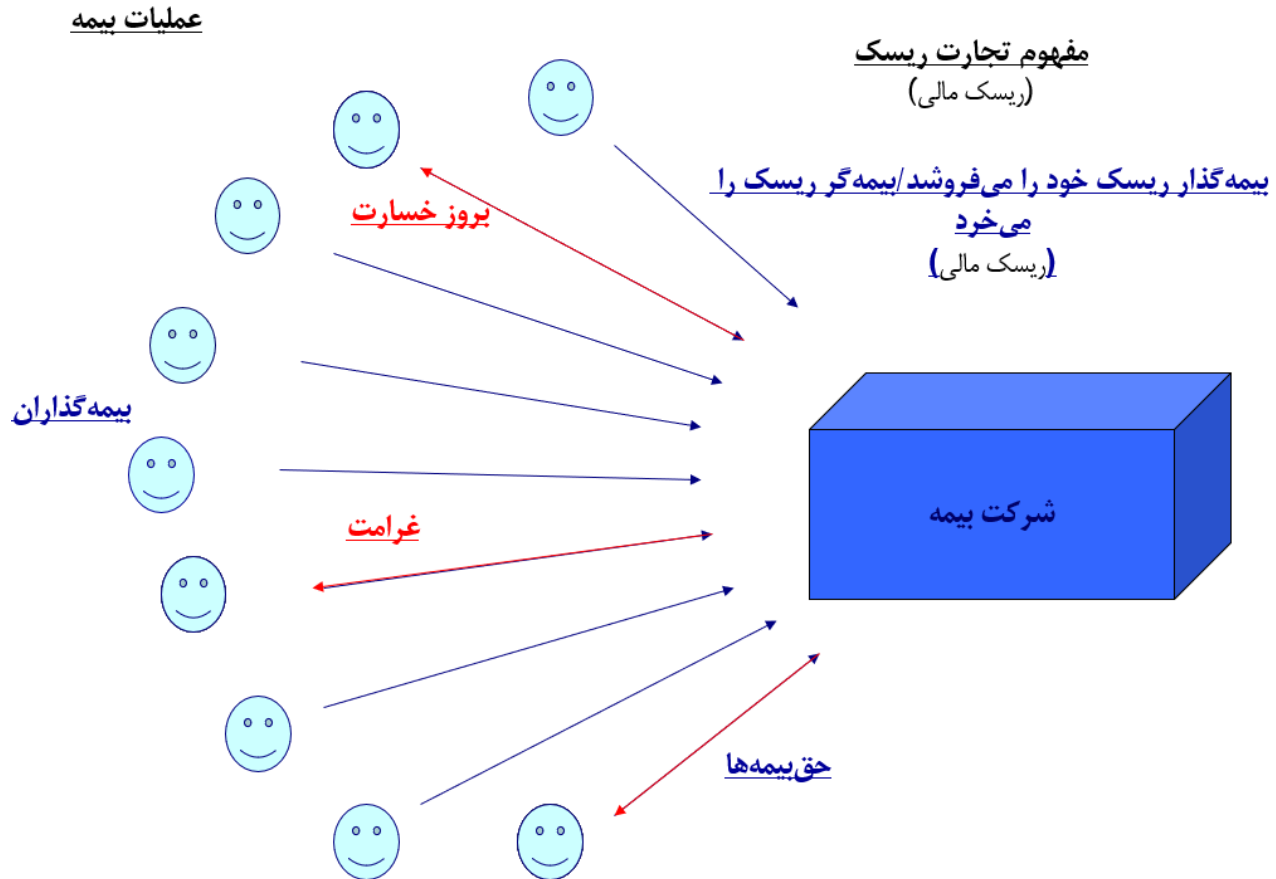 عملیات بیمه
مفهوم تجارت ریسک
(ریسک مالی)
بیمه‌گذار ریسک خود را می‌فروشد/بیمه‌گر ریسک را
می‌خرد
(ریسک مالی)
بروز خسارت
بیمه‌گذاران
شرکت بیمه
غرامت
حق‌بیمه‌ها